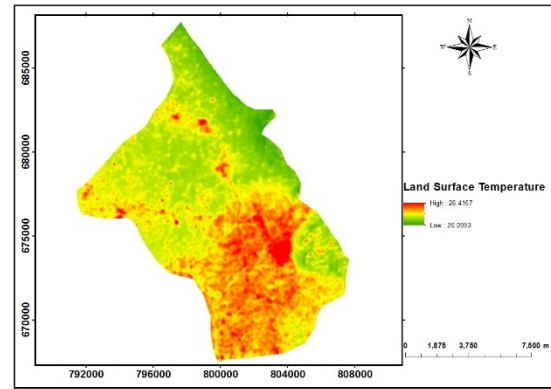 N
W E
S
685000
680000
675000
670000
792000 796000 800000 804000 808000
Land Surface Temperature
High : 26.4167
Low : 20.0993
0 1,875 3,750 7,500 m